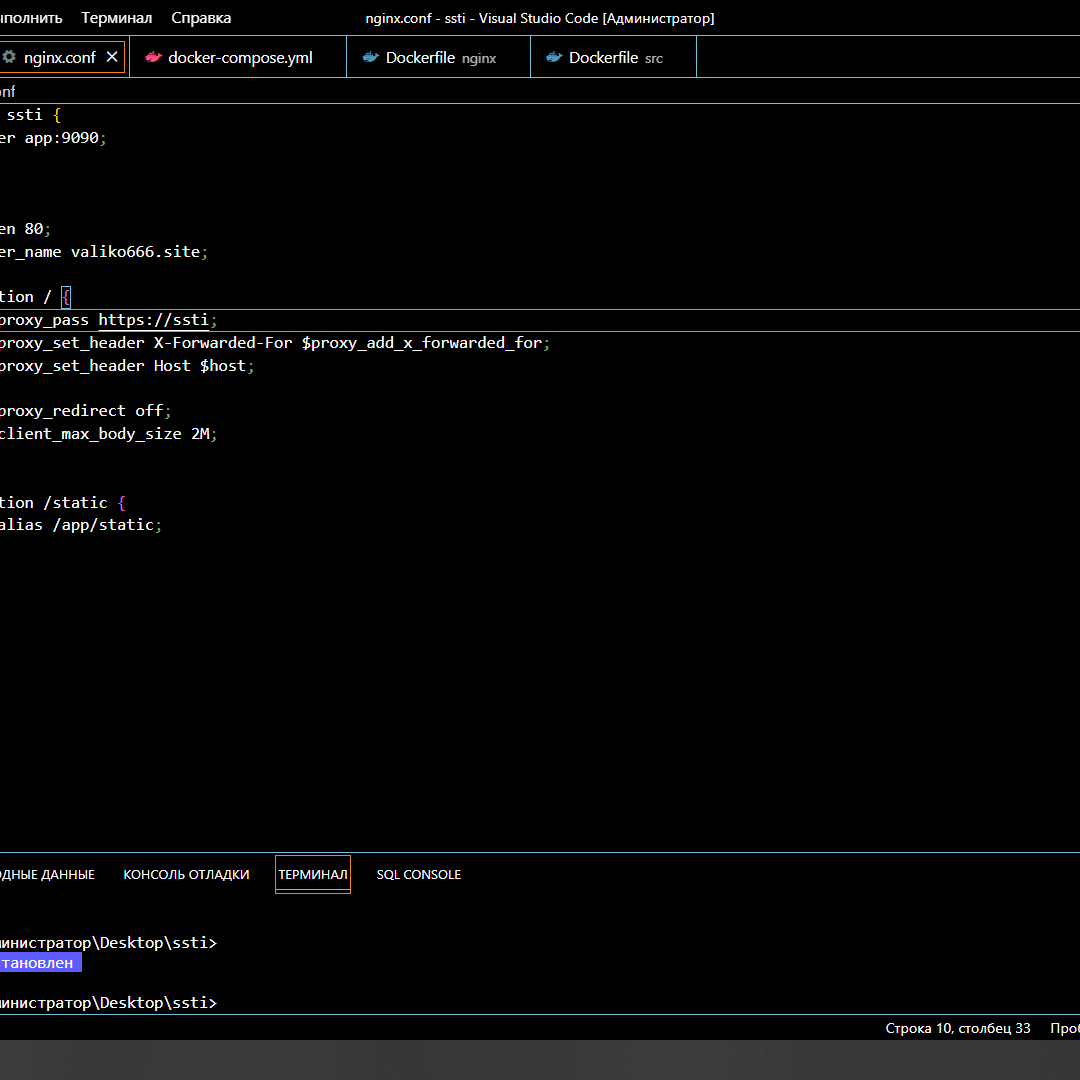 ыполнить Терминал Справка nginx.conf - ssti - Visual Studio Code [Администратор]
nginx.conf docker-compose.yml Dockerfile nginx Dockerfile src
onf
ssti {
er app:9090;
en 80;
er_name valiko666.site;
tion / {
proxy_pass https://ssti;
proxy_set_header X-Forwarded-For $proxy_add_x_forwarded_for;
proxy_set_header Host $host;
proxy_redirect off;
client_max_body_size 2M;
tion /static {
alias /app/static;
ОДНЫЕ ДАННЫЕ КОНСОЛЬ ОТЛАДКИ ТЕРМИНАЛ SQL CONSOLE
министратор\Desktop\ssti>
тановлен
министратор\Desktop\ssti>
Строка 10, столбец 33 Проб